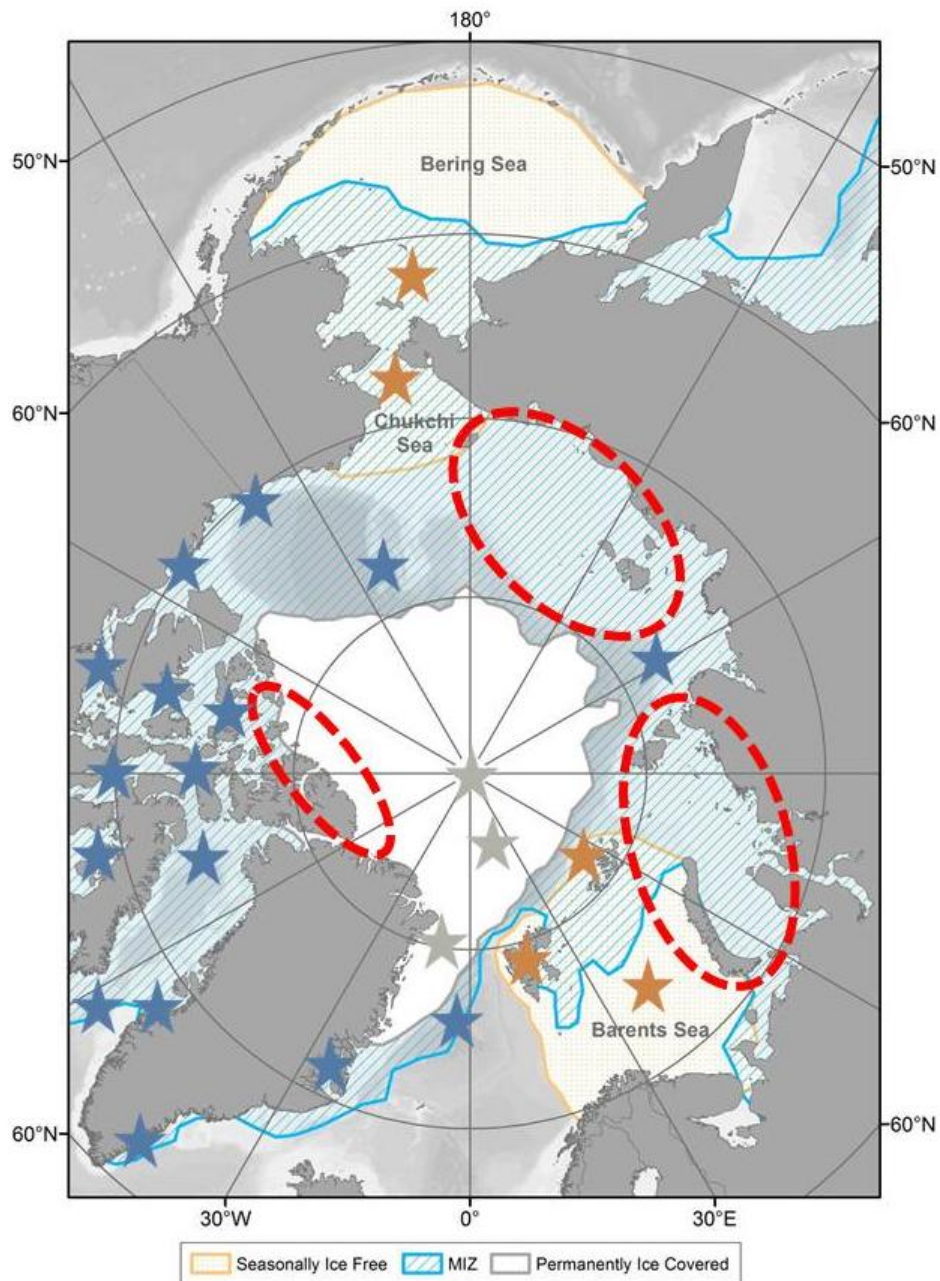 180°
50°N
50°N
Bering Sea
60°N
60°N
Chukchi
Sea
Barents Sea
60°N
60°N
30°W
0°
30°E
Seasonally Ice Free
MIZ
Permanently Ice Covered